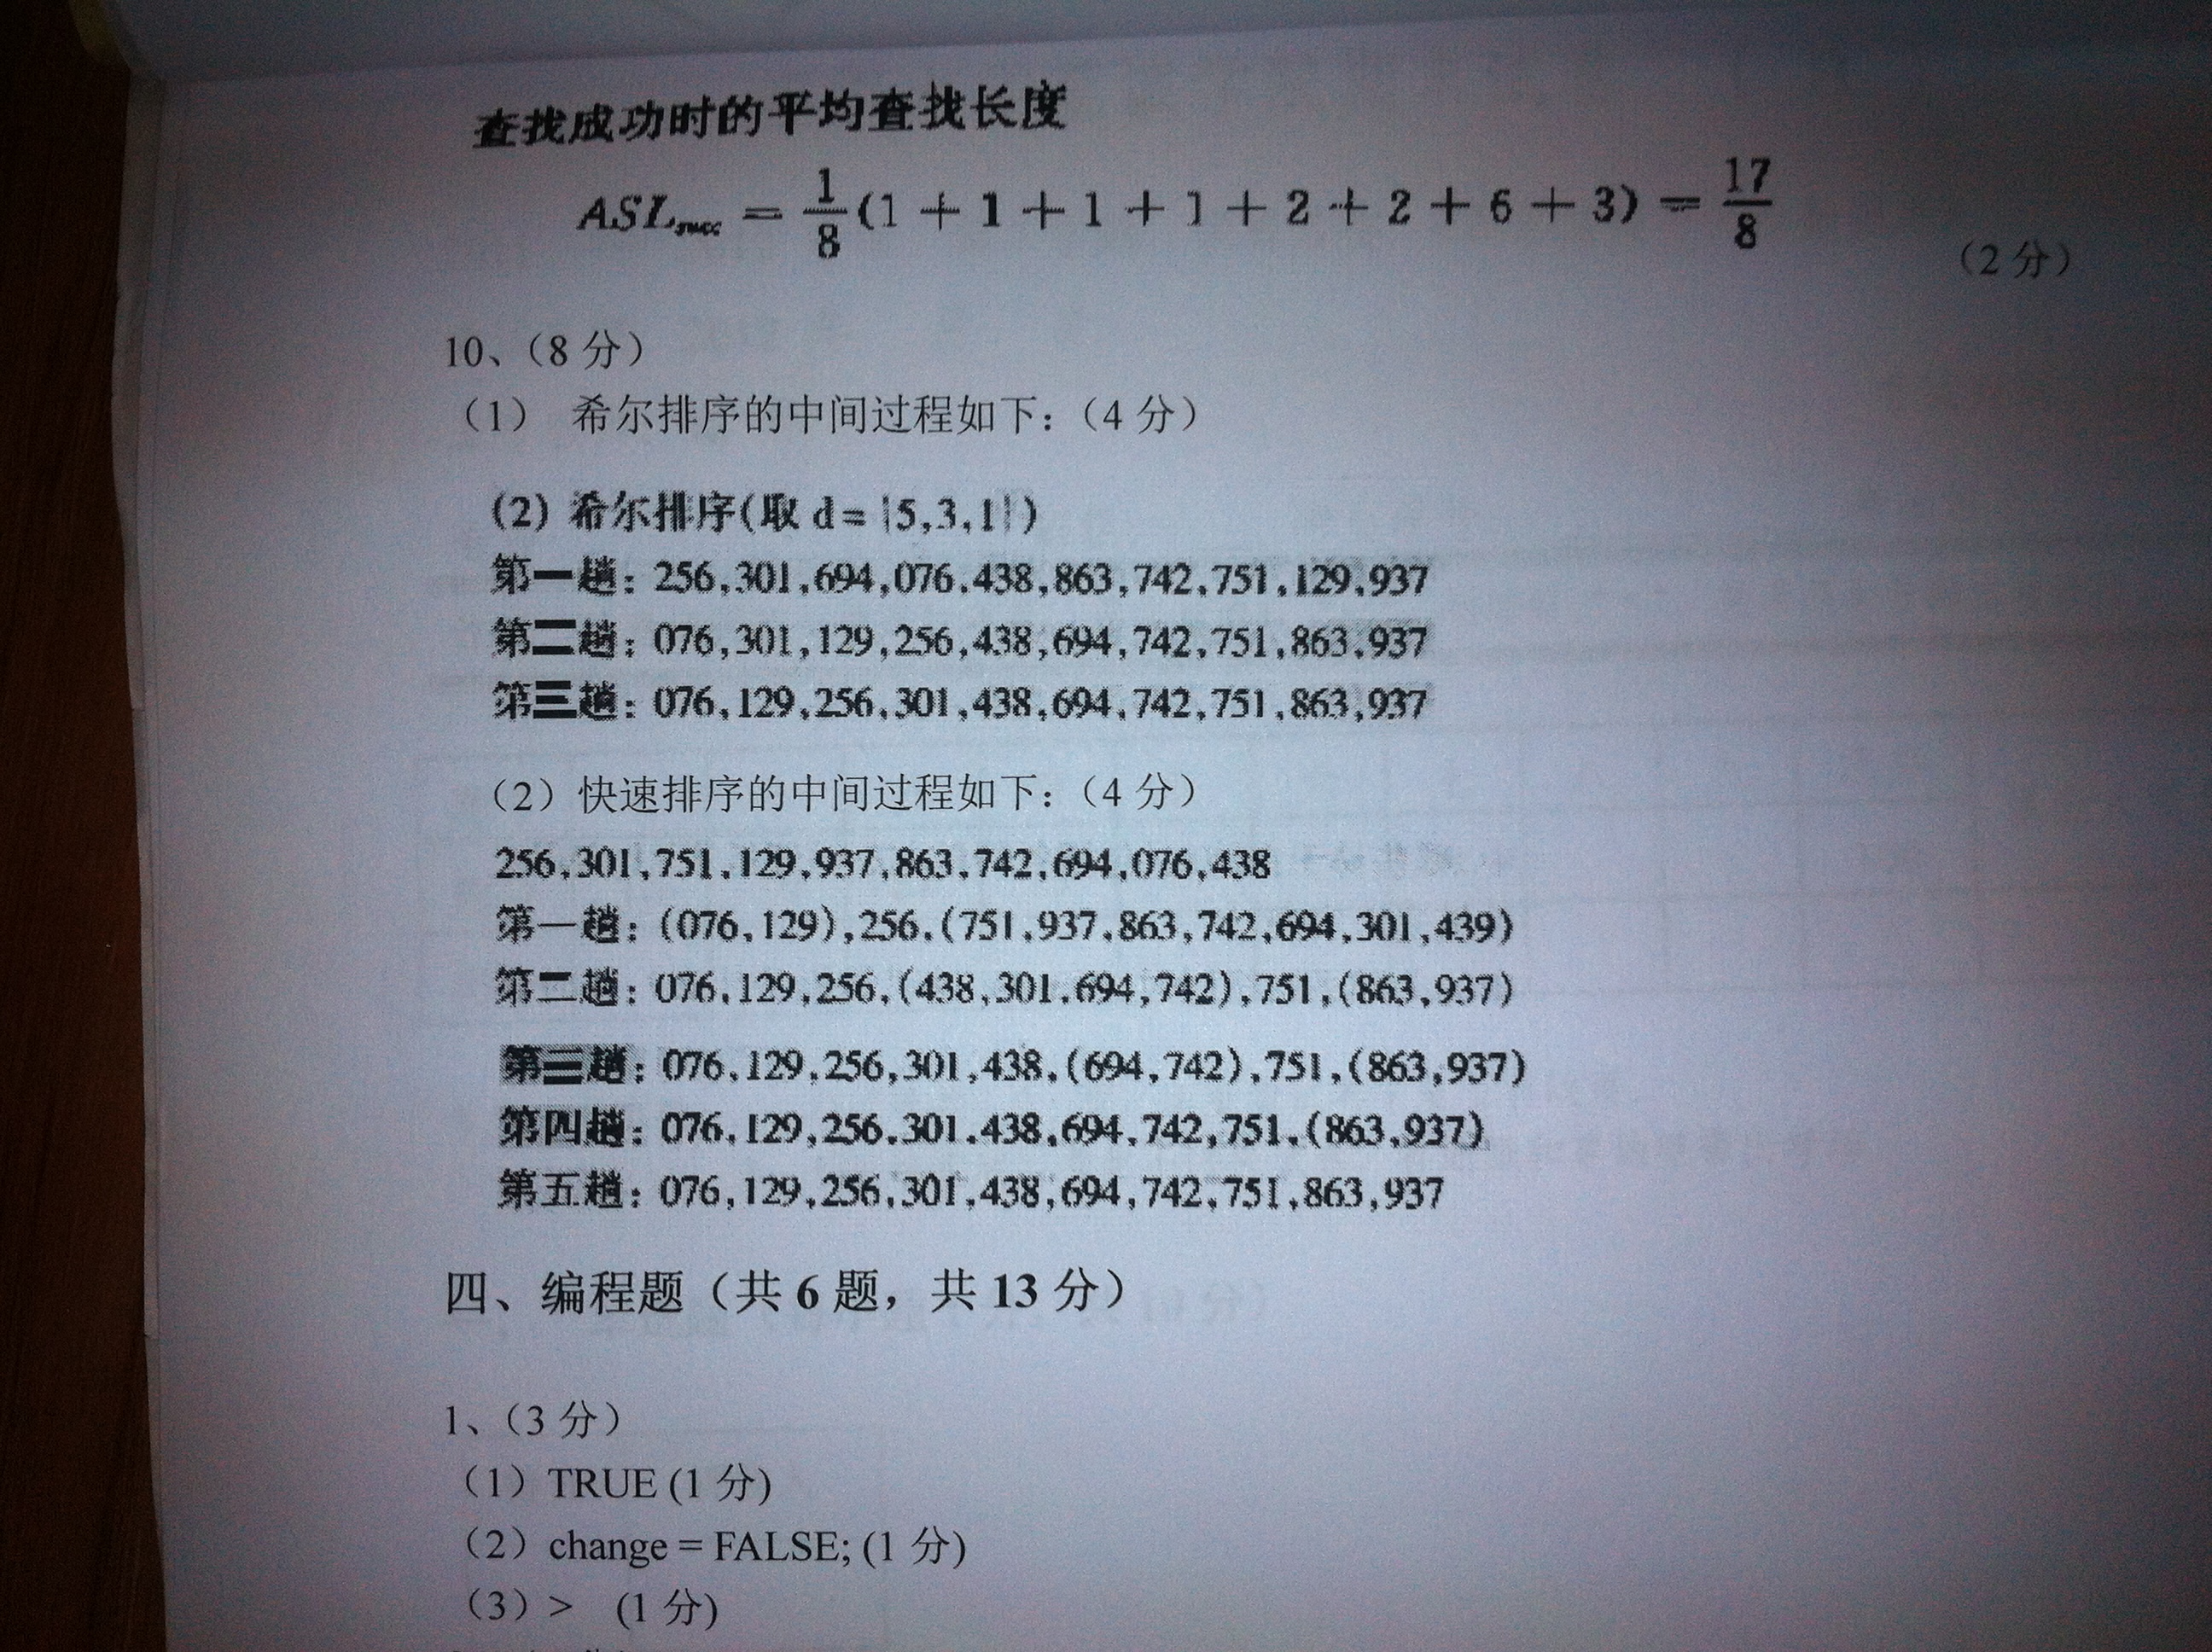 查找成功时的平均查找长度
ASLsucc = 1/8(1 + 1 + 1 + 1 + 2 + 2 + 6 + 3) = 17/8
（2 分）
10、（8 分）
（1） 希尔排序的中间过程如下：（4 分）
(2) 希尔排序(取 d = |5,3,1|)
第一趟: 256,301,694,076,438,863,742,751,129,937
第二趟: 076,301,129,256,438,694,742,751,863,937
第三趟: 076,129,256,301,438,694,742,751,863,937
（2）快速排序的中间过程如下：（4 分）
256,301,751,129,937,863,742,694,076,438
第一趟: (076,129),256,(751,937,863,742,694,301,439)
第二趟: 076,129,256,(438,301,694,742),751,(863,937)
第三趟: 076,129,256,301,438,(694,742),751,(863,937)
第四趟: 076,129,256,301,438,694,742,751,(863,937)
第五趟: 076,129,256,301,438,694,742,751,863,937
四、编程题（共 6 题，共 13 分）
1、（3 分）
（1）TRUE (1 分)
（2）change = FALSE; (1 分)
（3）> (1 分)